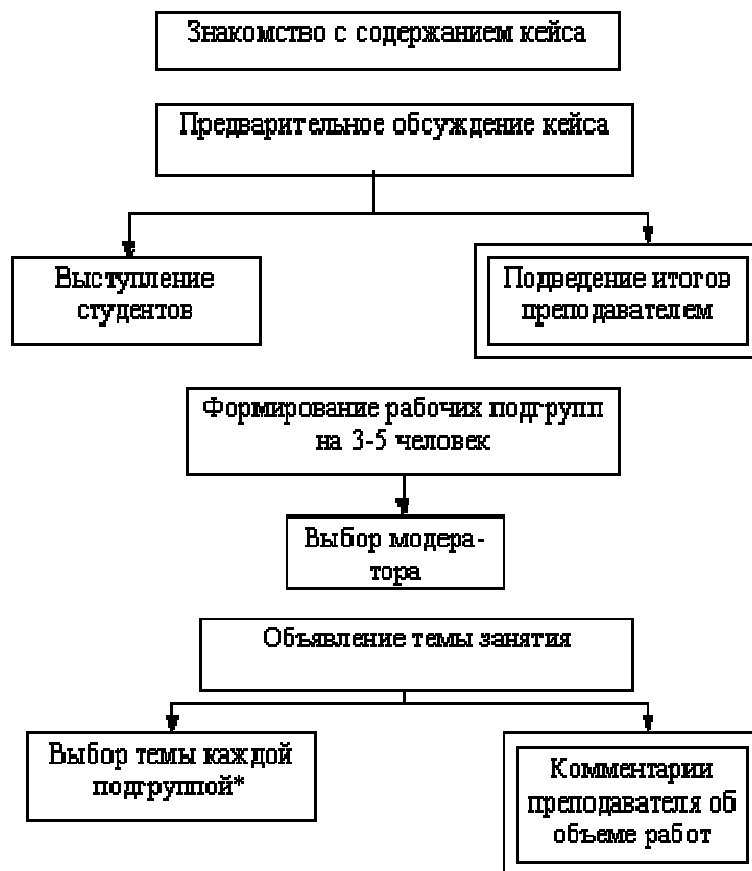 Знакомство с содержанием кейса
Предварительное обсуждение кейса
Выступление
студентов
Подведение итогов
преподавателем
Формирование рабочих подгрупп
на 3-5 человек
Выбор модера-
тора
Объявление темы занятия
Выбор темы каждой
подгруппой*
Комментарии
преподавателя об
объеме работ